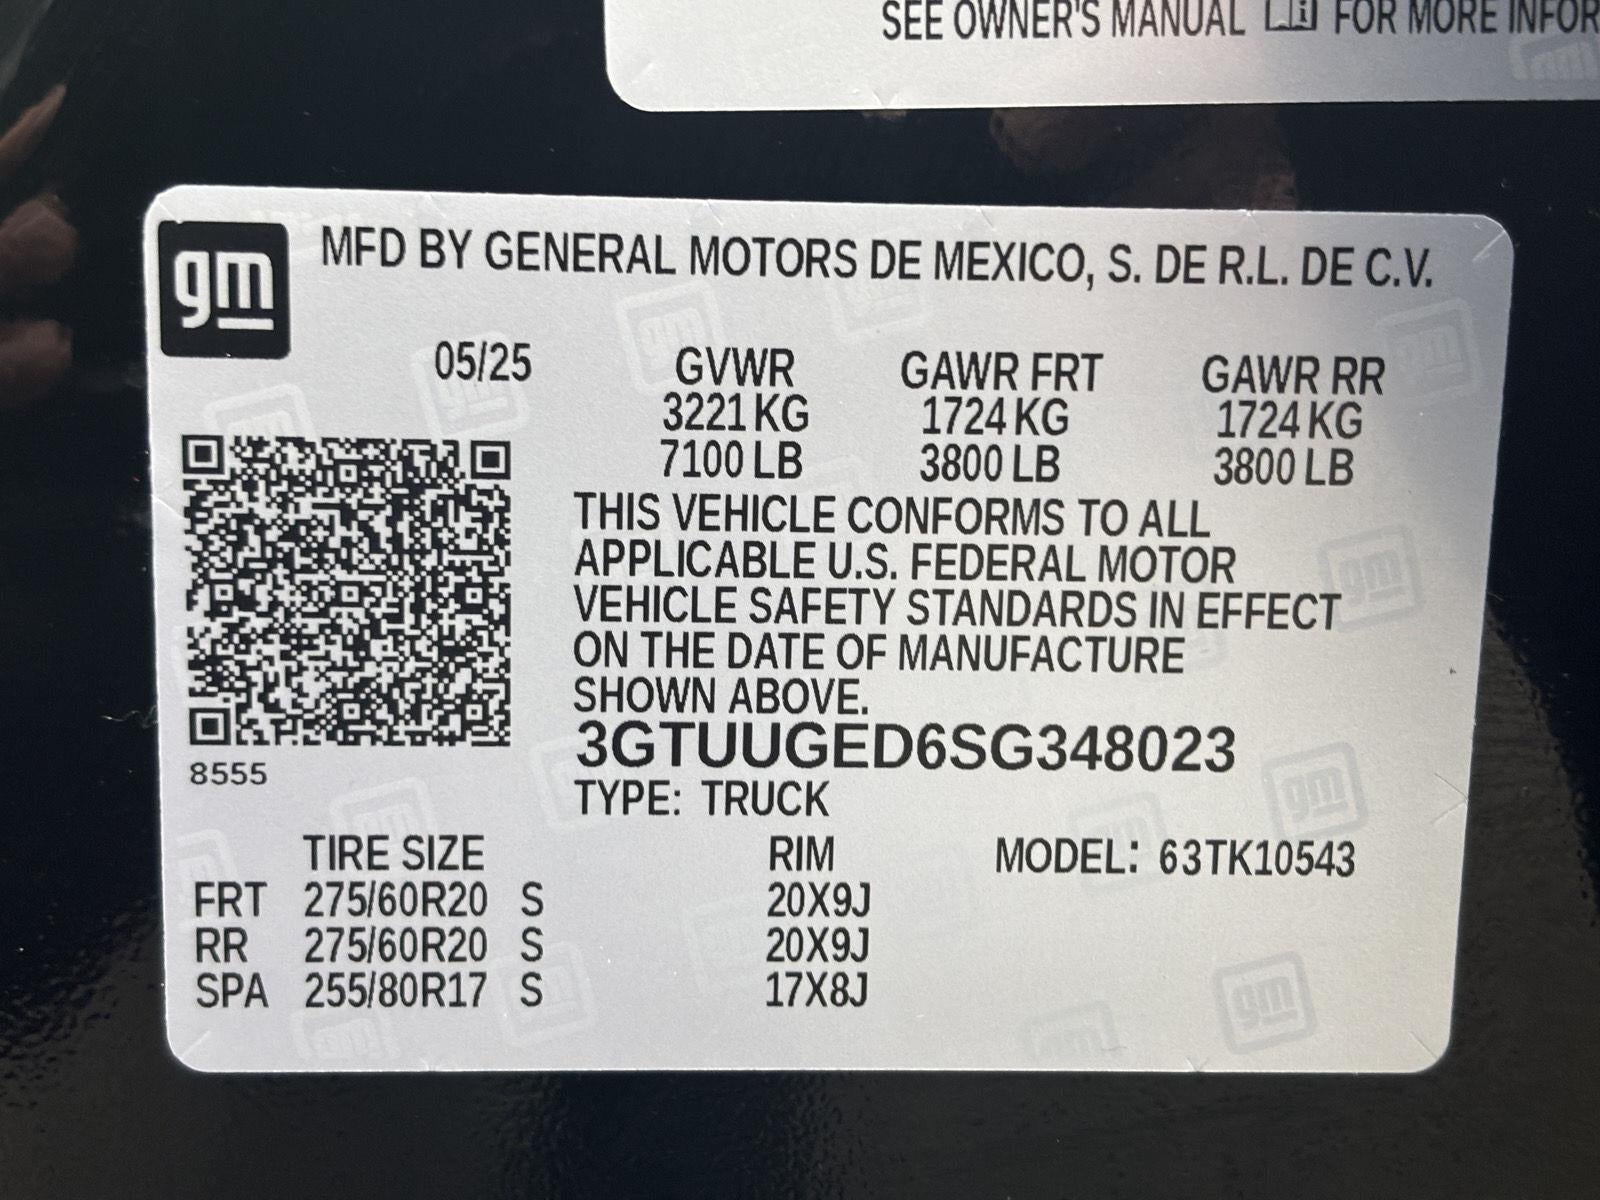 SEE OWNER'S MANUAL FOR MORE INFOR
gm
MFD BY GENERAL MOTORS DE MEXICO, S. DE R.L. DE C.V.
05/25
GVWR GAWR FRT GAWR RR
3221 KG 1724 KG 1724 KG
7100 LB 3800 LB 3800 LB
THIS VEHICLE CONFORMS TO ALL
APPLICABLE U.S. FEDERAL MOTOR
VEHICLE SAFETY STANDARDS IN EFFECT
ON THE DATE OF MANUFACTURE
SHOWN ABOVE.
3GTUUGED6SG348023
8555
TYPE: TRUCK
TIRE SIZE RIM MODEL: 63TK10543
FRT 275/60R20 S 20X9J
RR 275/60R20 S 20X9J
SPA 255/80R17 S 17X8J